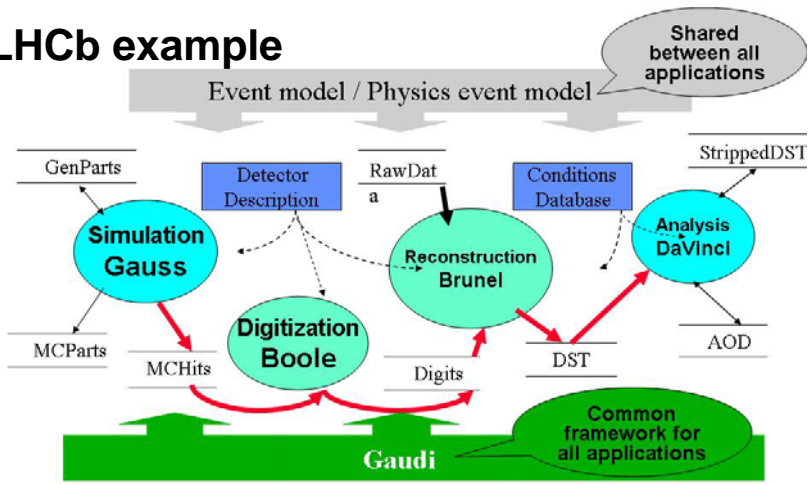 LHCb example
Shared
between all
applications
Event model / Physics event model
GenParts
Detector
Description
RawDat
a
Conditions
Database
StrippedDST
Simulation
Gauss
Reconstruction
Brunel
Analysis
DaVinci
Digitization
Boole
MCParts
MCHits
Digits
DST
AOD
Common
framework for
all applications
Gaudi